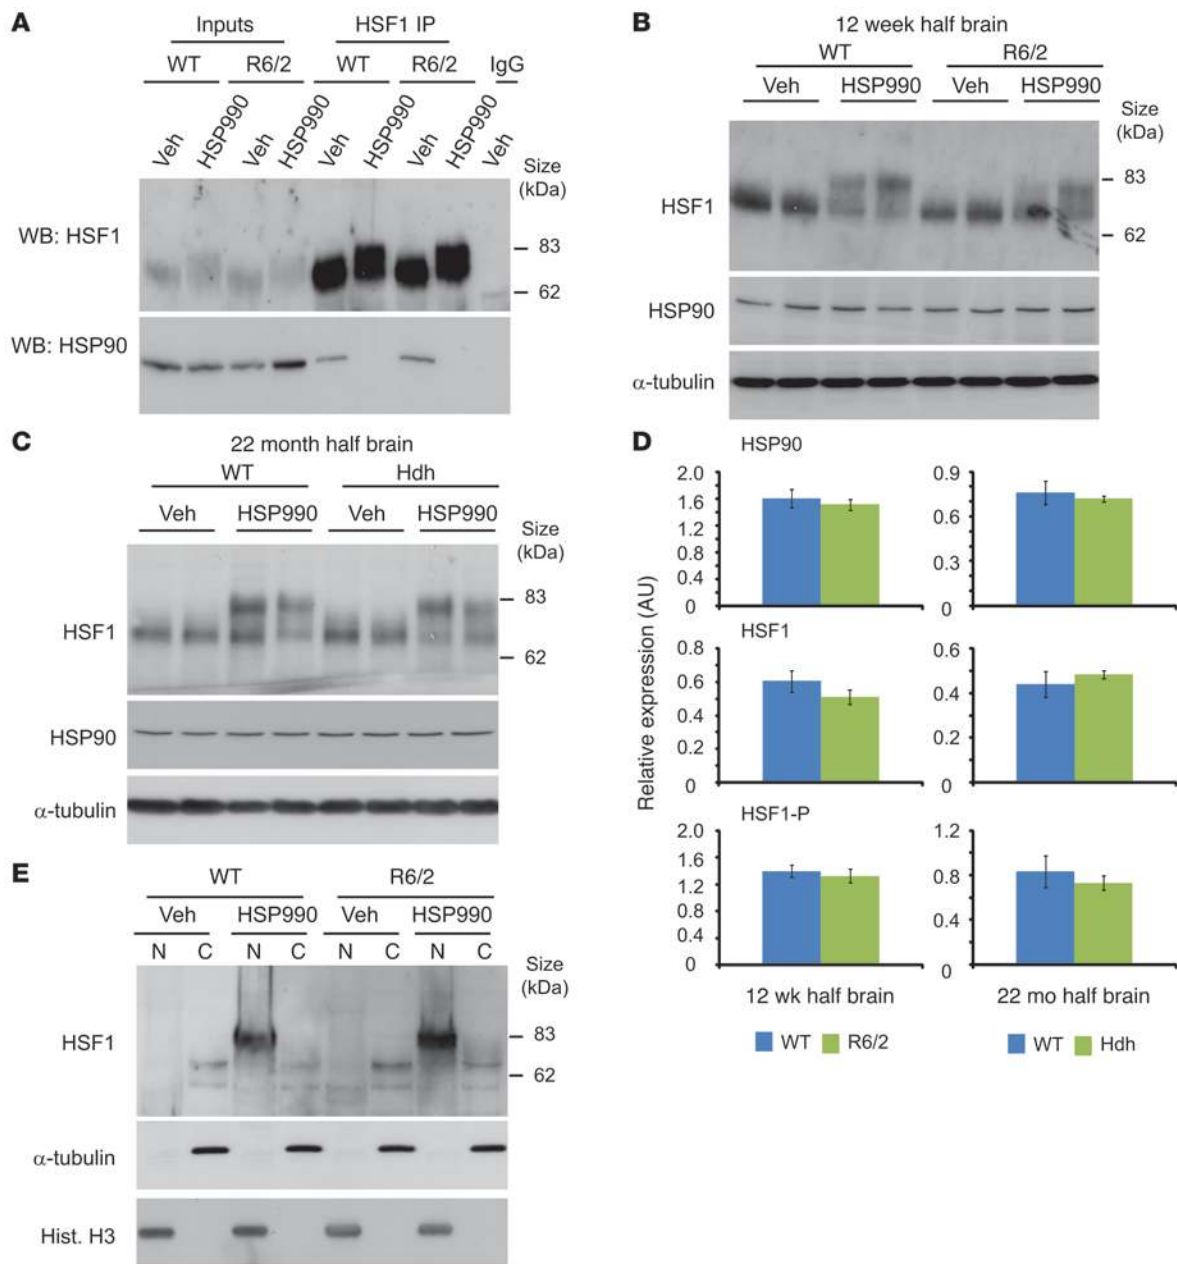 A
Inputs HSF1 IP
WT R6/2 WT R6/2 IgG
Veh HSP990 Veh HSP990 Veh HSP990 Veh HSP990 Veh
Size
(kDa)
WB: HSF1
83
62
WB: HSP90
B
12 week half brain
WT R6/2
Veh HSP990 Veh HSP990
Size
(kDa)
HSF1
83
62
HSP90
α-tubulin
C
22 month half brain
WT Hdh
Veh HSP990 Veh HSP990
Size
(kDa)
HSF1
83
62
HSP90
α-tubulin
D
Relative expression (AU)
HSP90
2.0
1.6
1.2
0.8
0.4
0
0.9
0.6
0.3
0
HSF1
0.8
0.6
0.4
0.2
0
0.6
0.4
0.2
0
HSF1-P
2.0
1.6
1.2
0.8
0.4
0
1.2
0.8
0.4
0
12 wk half brain 22 mo half brain
WT R6/2 WT Hdh
E
WT R6/2
Veh HSP990 Veh HSP990
N C N C N C N C
Size
(kDa)
HSF1
83
62
α-tubulin
Hist. H3